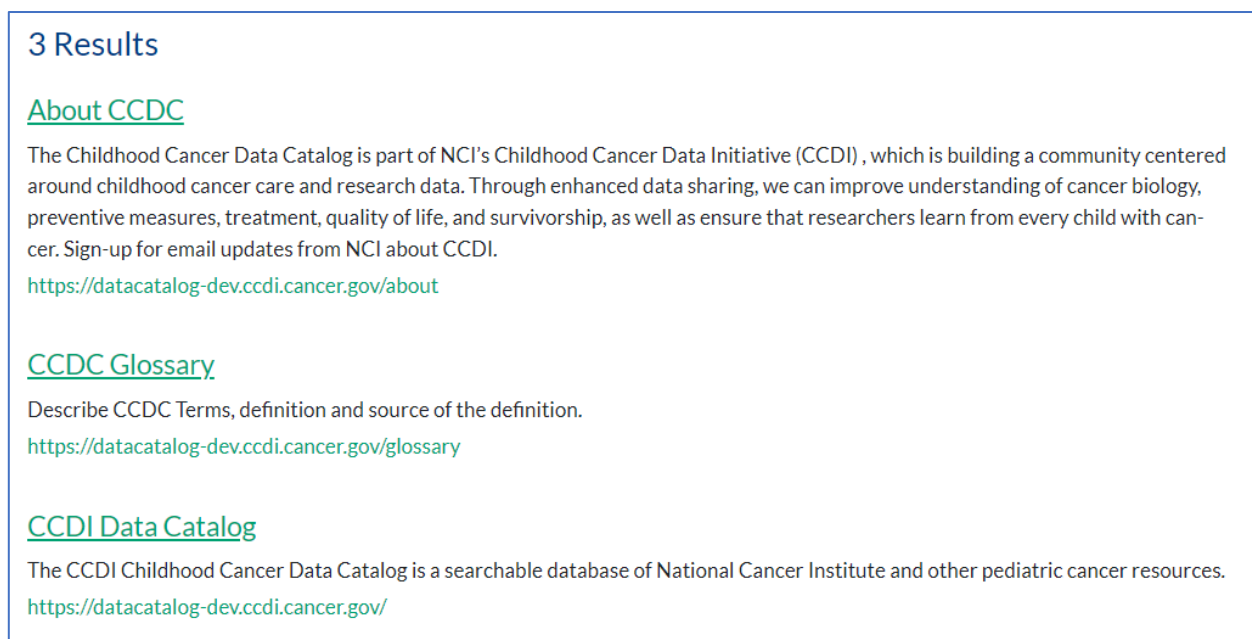 3 Results
About CCDC
The Childhood Cancer Data Catalog is part of NCI's Childhood Cancer Data Initiative (CCDI) , which is building a community centered
around childhood cancer care and research data. Through enhanced data sharing, we can improve understanding of cancer biology,
preventive measures, treatment, quality of life, and survivorship, as well as ensure that researchers learn from every child with can-
cer. Sign-up for email updates from NCI about CCDI.
https://datacatalog-dev.ccdi.cancer.gov/about
CCDC Glossary
Describe CCDC Terms, definition and source of the definition.
https://datacatalog-dev.ccdi.cancer.gov/glossary
CCDI Data Catalog
The CCDI Childhood Cancer Data Catalog is a searchable database of National Cancer Institute and other pediatric cancer resources.
https://datacatalog-dev.ccdi.cancer.gov/